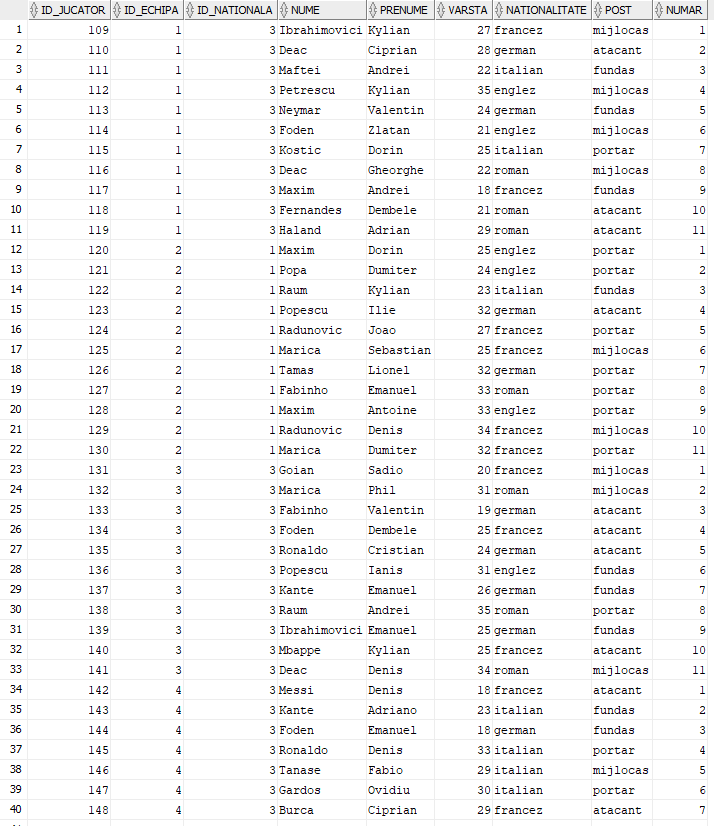 ID_JUCATOR ID_ECHIPA ID_NATIONALA NUME PRENUME VARSTA NATIONALITATE POST NUMAR
1 109 1 3 Ibrahimovici Kylian 27 francez mijlocas 1
2 110 1 3 Deac Ciprian 28 german atacant 2
3 111 1 3 Maftei Andrei 22 italian fundas 3
4 112 1 3 Petrescu Kylian 35 englez mijlocas 4
5 113 1 3 Neymar Valentin 24 german fundas 5
6 114 1 3 Foden Zlatan 21 englez mijlocas 6
7 115 1 3 Kostic Dorin 25 italian portar 7
8 116 1 3 Deac Gheorghe 22 roman mijlocas 8
9 117 1 3 Maxim Andrei 18 francez fundas 9
10 118 1 3 Fernandes Dembele 21 roman atacant 10
11 119 1 3 Haland Adrian 29 roman atacant 11
12 120 2 1 Maxim Dorin 25 englez portar 1
13 121 2 1 Popa Dumiter 24 englez portar 2
14 122 2 1 Raum Kylian 23 italian fundas 3
15 123 2 1 Popescu Ilie 32 german atacant 4
16 124 2 1 Radunovic Joao 27 francez portar 5
17 125 2 1 Marica Sebastian 25 francez mijlocas 6
18 126 2 1 Tamas Lionel 32 german portar 7
19 127 2 1 Fabinho Emanuel 33 roman portar 8
20 128 2 1 Maxim Antoine 33 englez portar 9
21 129 2 1 Radunovic Denis 34 francez mijlocas 10
22 130 2 1 Marica Dumiter 32 francez portar 11
23 131 3 3 Goian Sadio 20 francez mijlocas 1
24 132 3 3 Marica Phil 31 roman mijlocas 2
25 133 3 3 Fabinho Valentin 19 german atacant 3
26 134 3 3 Foden Dembele 25 francez atacant 4
27 135 3 3 Ronaldo Cristian 24 german atacant 5
28 136 3 3 Popescu Ianis 31 englez fundas 6
29 137 3 3 Kante Emanuel 26 german fundas 7
30 138 3 3 Raum Andrei 35 roman portar 8
31 139 3 3 Ibrahimovici Emanuel 25 german fundas 9
32 140 3 3 Mbappe Kylian 25 francez atacant 10
33 141 3 3 Deac Denis 34 roman mijlocas 11
34 142 4 3 Messi Denis 18 francez atacant 1
35 143 4 3 Kante Adriano 23 italian fundas 2
36 144 4 3 Foden Emanuel 18 german fundas 3
37 145 4 3 Ronaldo Denis 33 italian portar 4
38 146 4 3 Tanase Fabio 29 italian mijlocas 5
39 147 4 3 Gardos Ovidiu 30 italian portar 6
40 148 4 3 Burca Ciprian 29 francez atacant 7